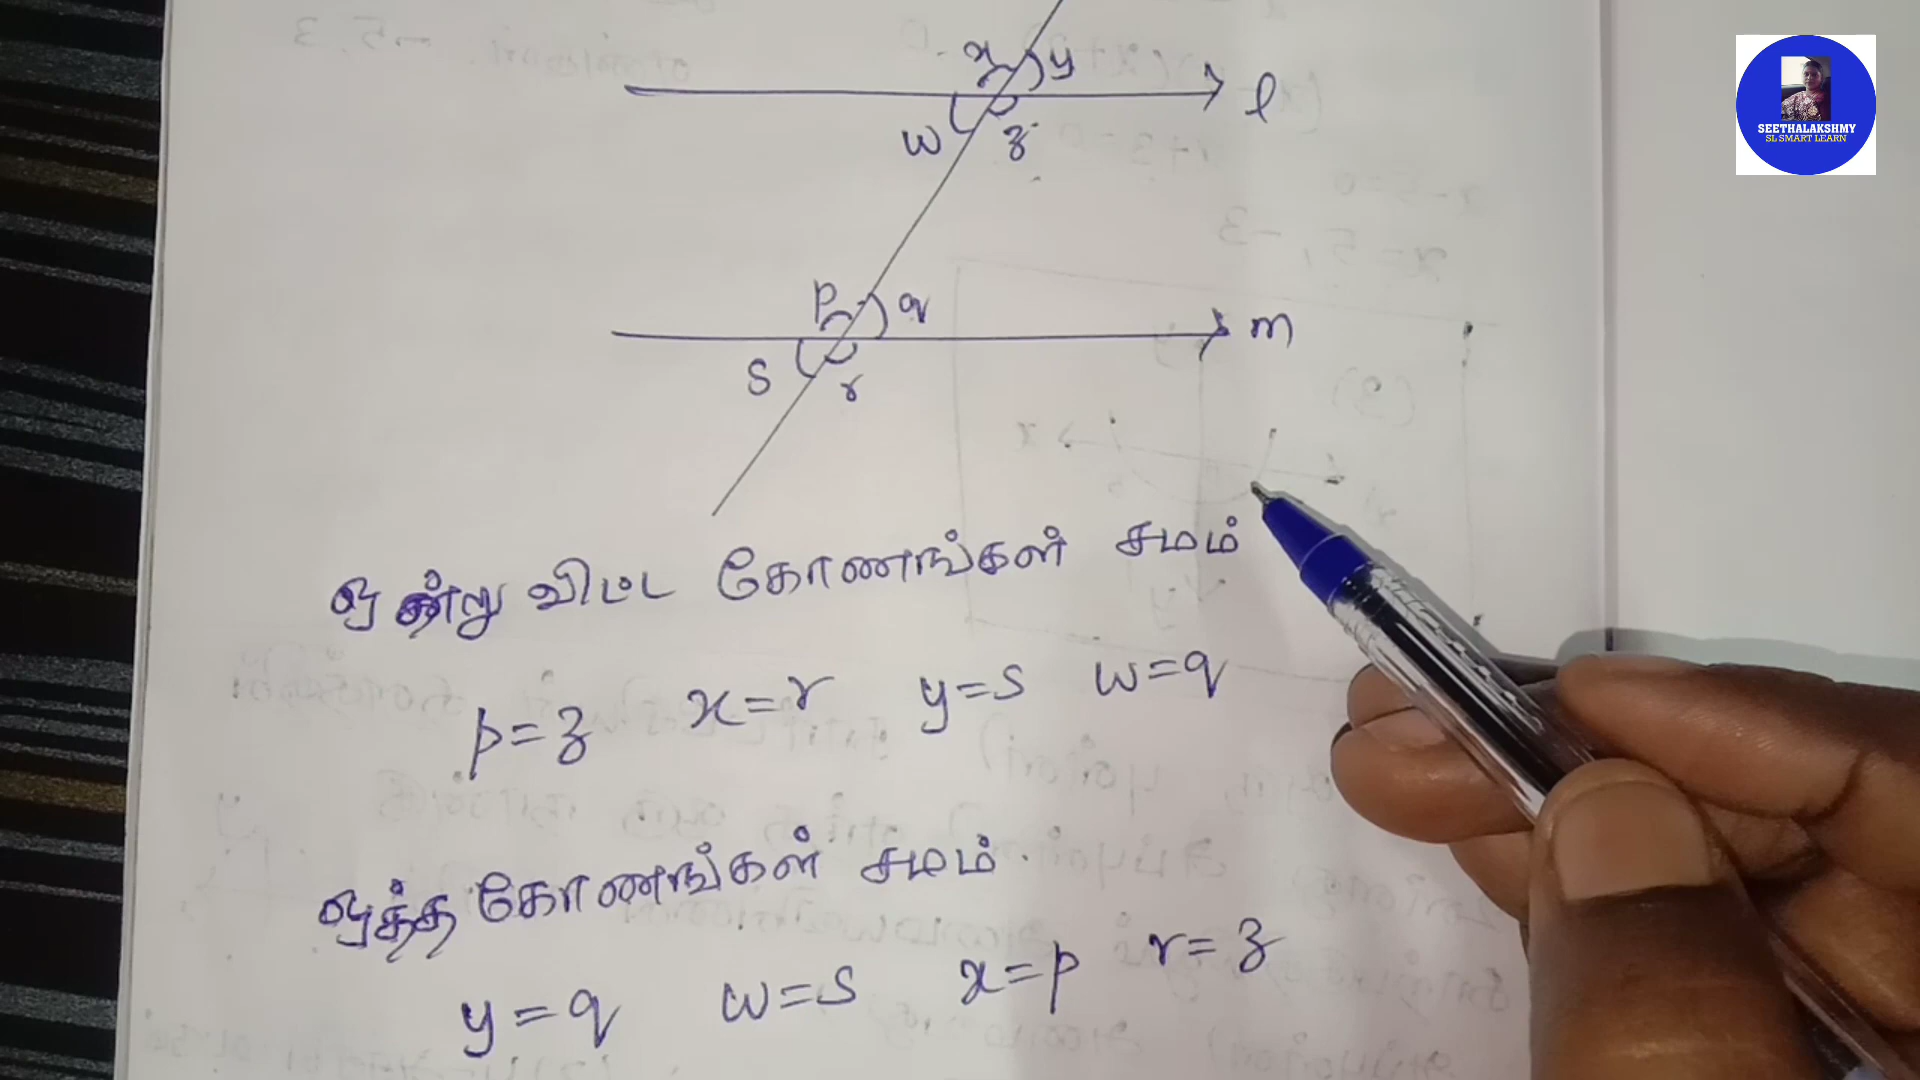 x y
l
w z
p q
m
s r
ஒன்று விட்ட கோணங்கள் சமம்
p=z x=r y=s w=q
ஒத்த கோணங்கள் சமம்.
y=q w=s x=p r=z
SEETHALAKSHMY
SL SMART LEARN